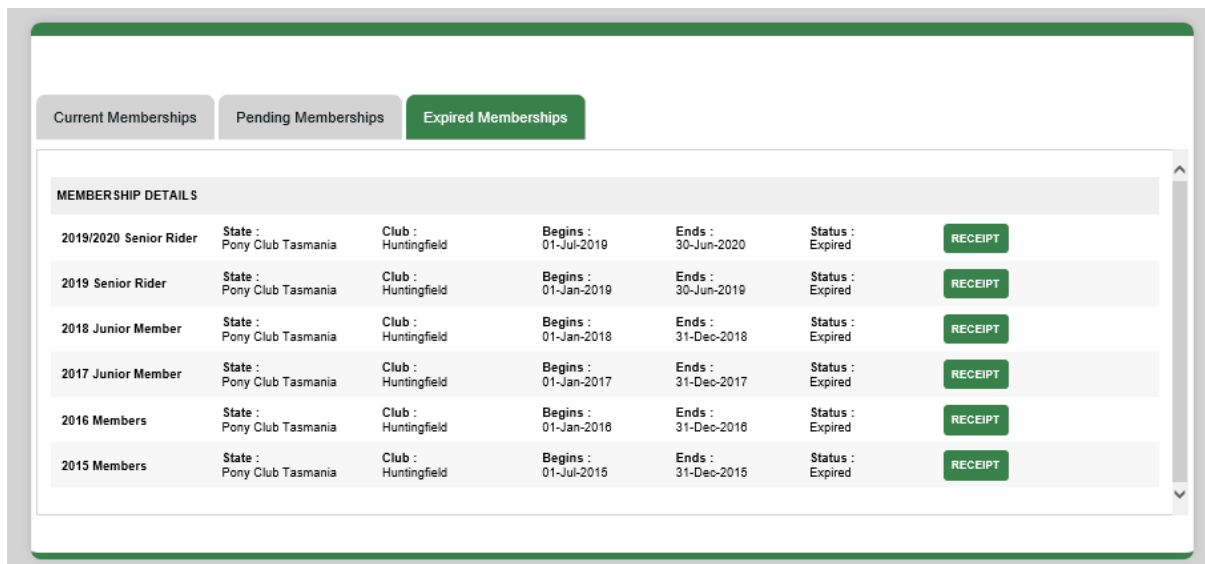 Current Memberships Pending Memberships Expired Memberships
MEMBERSHIP DETAILS
2019/2020 Senior Rider State : Club : Begins : Ends : Status : RECEIPT
Pony Club Tasmania Huntingfield 01-Jul-2019 30-Jun-2020 Expired
2019 Senior Rider State : Club : Begins : Ends : Status : RECEIPT
Pony Club Tasmania Huntingfield 01-Jan-2019 30-Jun-2019 Expired
2018 Junior Member State : Club : Begins : Ends : Status : RECEIPT
Pony Club Tasmania Huntingfield 01-Jan-2018 31-Dec-2018 Expired
2017 Junior Member State : Club : Begins : Ends : Status : RECEIPT
Pony Club Tasmania Huntingfield 01-Jan-2017 31-Dec-2017 Expired
2016 Members State : Club : Begins : Ends : Status : RECEIPT
Pony Club Tasmania Huntingfield 01-Jan-2016 31-Dec-2016 Expired
2015 Members State : Club : Begins : Ends : Status : RECEIPT
Pony Club Tasmania Huntingfield 01-Jul-2015 31-Dec-2015 Expired